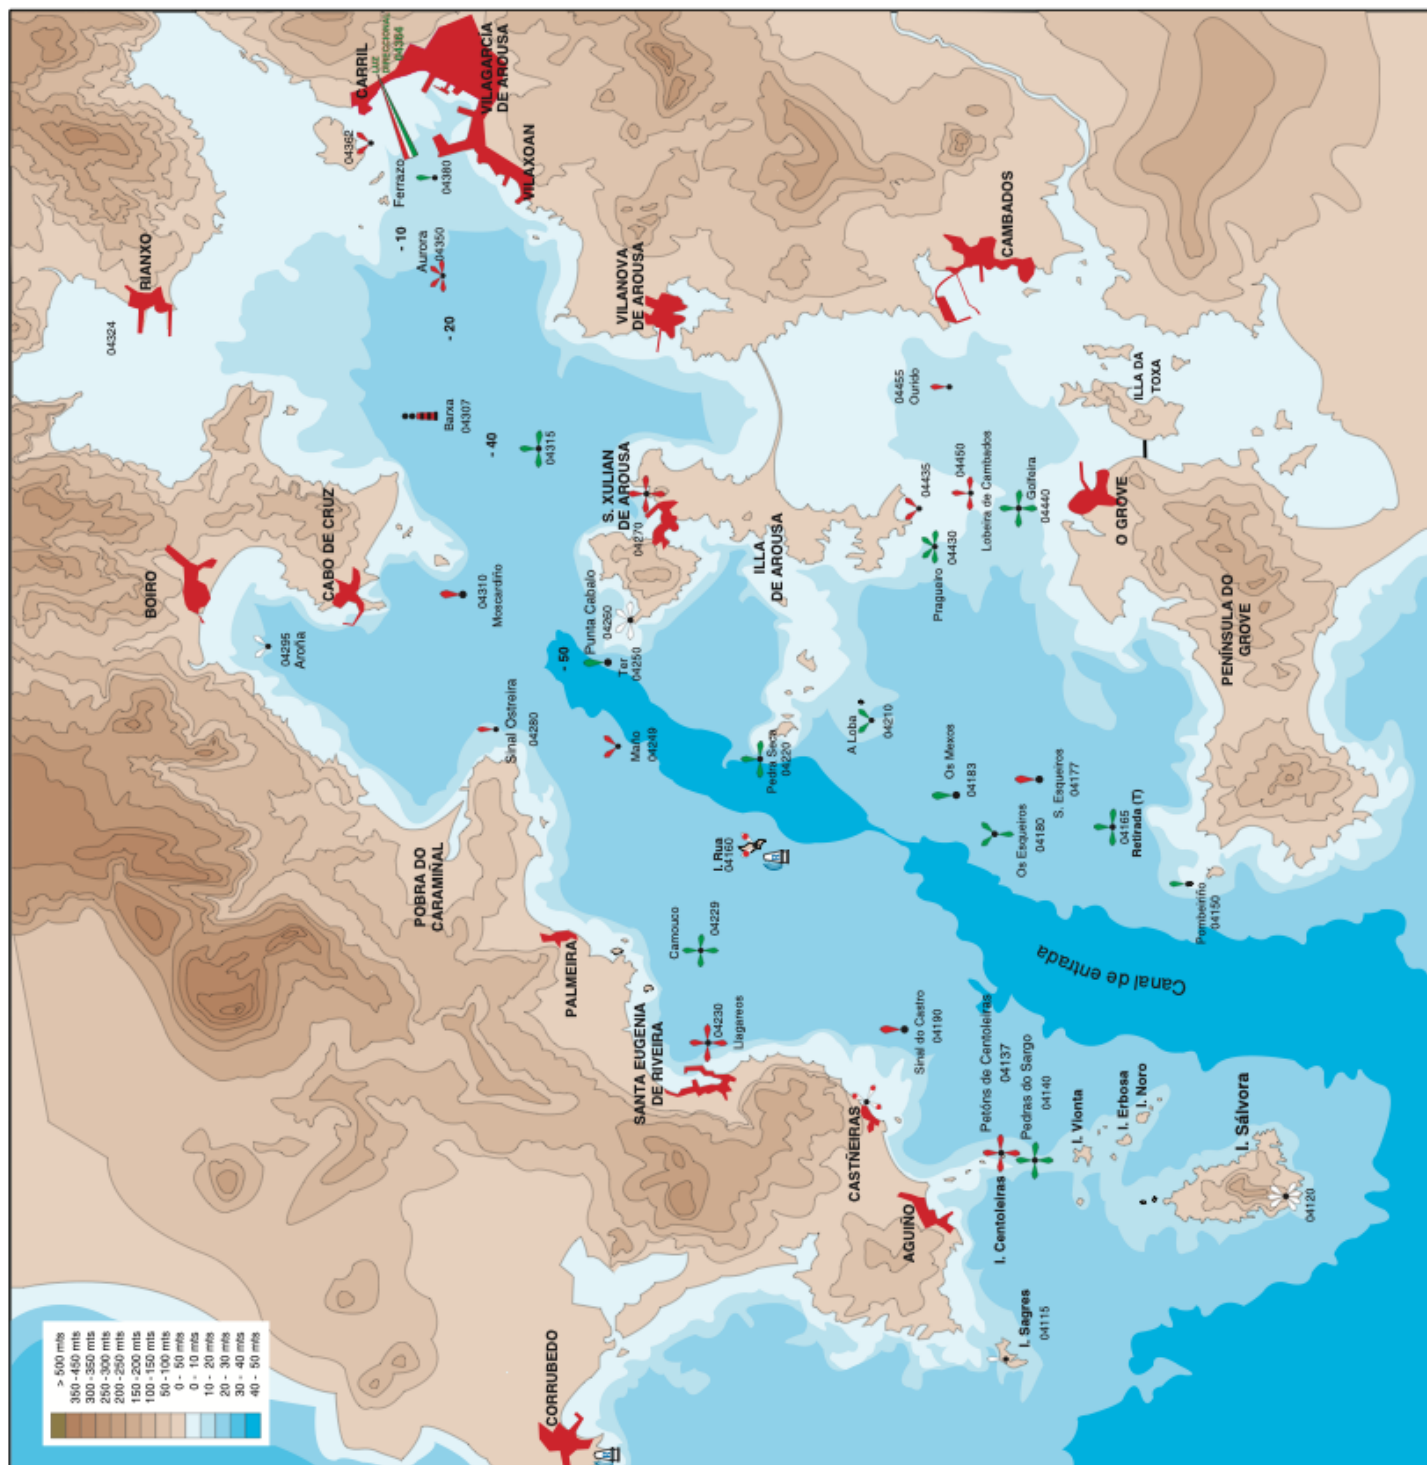 > 500 mts
350 - 450 mts
300 - 350 mts
250 - 300 mts
200 - 250 mts
150 - 200 mts
100 - 150 mts
50 - 100 mts
0 - 50 mts
0 - 10 mts
10 - 20 mts
20 - 30 mts
30 - 40 mts
40 - 50 mts
CORRUBEDO
I. Sagres
04115
AGUIÑO
I. Centoleiras
CASTÑEIRAS
SANTA EUGENIA
DE RIVEIRA
04230
Llagareos
Camouco
04229
PALMEIRA
POBRA DO
CARAMIÑAL
Sinal do Castro
04190
Petóns de Centoleiras
04137
Pedras do Sargo
04140
I. Vionta
I. Erbosa
I. Noro
I. Sálvora
04120
Canal de entrada
I. Rua
04160
Pombeiriño
04150
04165
Retirada (T)
Os Esqueiros
04180
S. Esqueiros
04177
Os Mexos
04183
A Loba
04210
Pedra Seca
04220
Maño
04249
Sinal Ostreira
04280
Ter
04250
Punta Cabalo
04260
- 50
04295
Aroña
BOIRO
CABO DE CRUZ
04310
Moscardiño
S. XULIAN
DE AROUSA
04270
ILLA
DE AROUSA
Pragueiro
04430
04435
04450
Lobeira de Cambados
Golfeira
04440
O GROVE
PENÍNSULA DO
GROVE
ILLA DA
TOXA
04455
Ourido
CAMBADOS
VILANOVA
DE AROUSA
- 40
04315
Barxa
04307
- 20
Aurora
04350
- 10
04324
RIANXO
04362
Ferrazo
04380
CARRIL
LUZ
DIRECCIONAL
04364
VILAGARCÍA
DE AROUSA
VILAXOAN